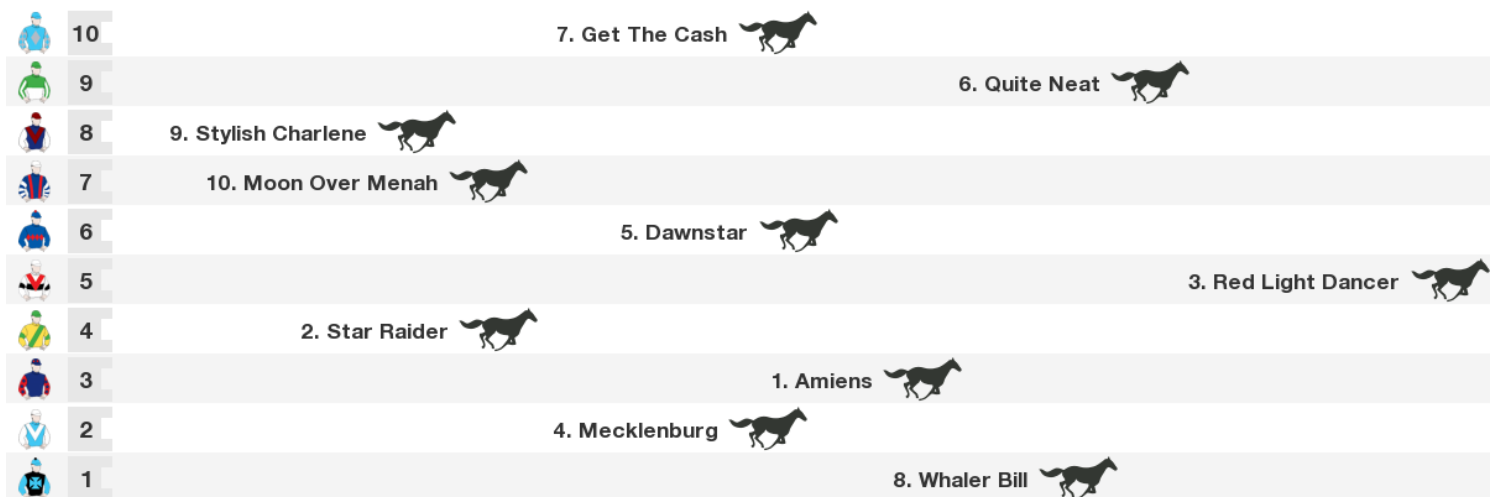 10 7. Get The Cash
9 6. Quite Neat
8 9. Stylish Charlene
7 10. Moon Over Menah
6 5. Dawnstar
5 3. Red Light Dancer
4 2. Star Raider
3 1. Amiens
2 4. Mecklenburg
1 8. Whaler Bill